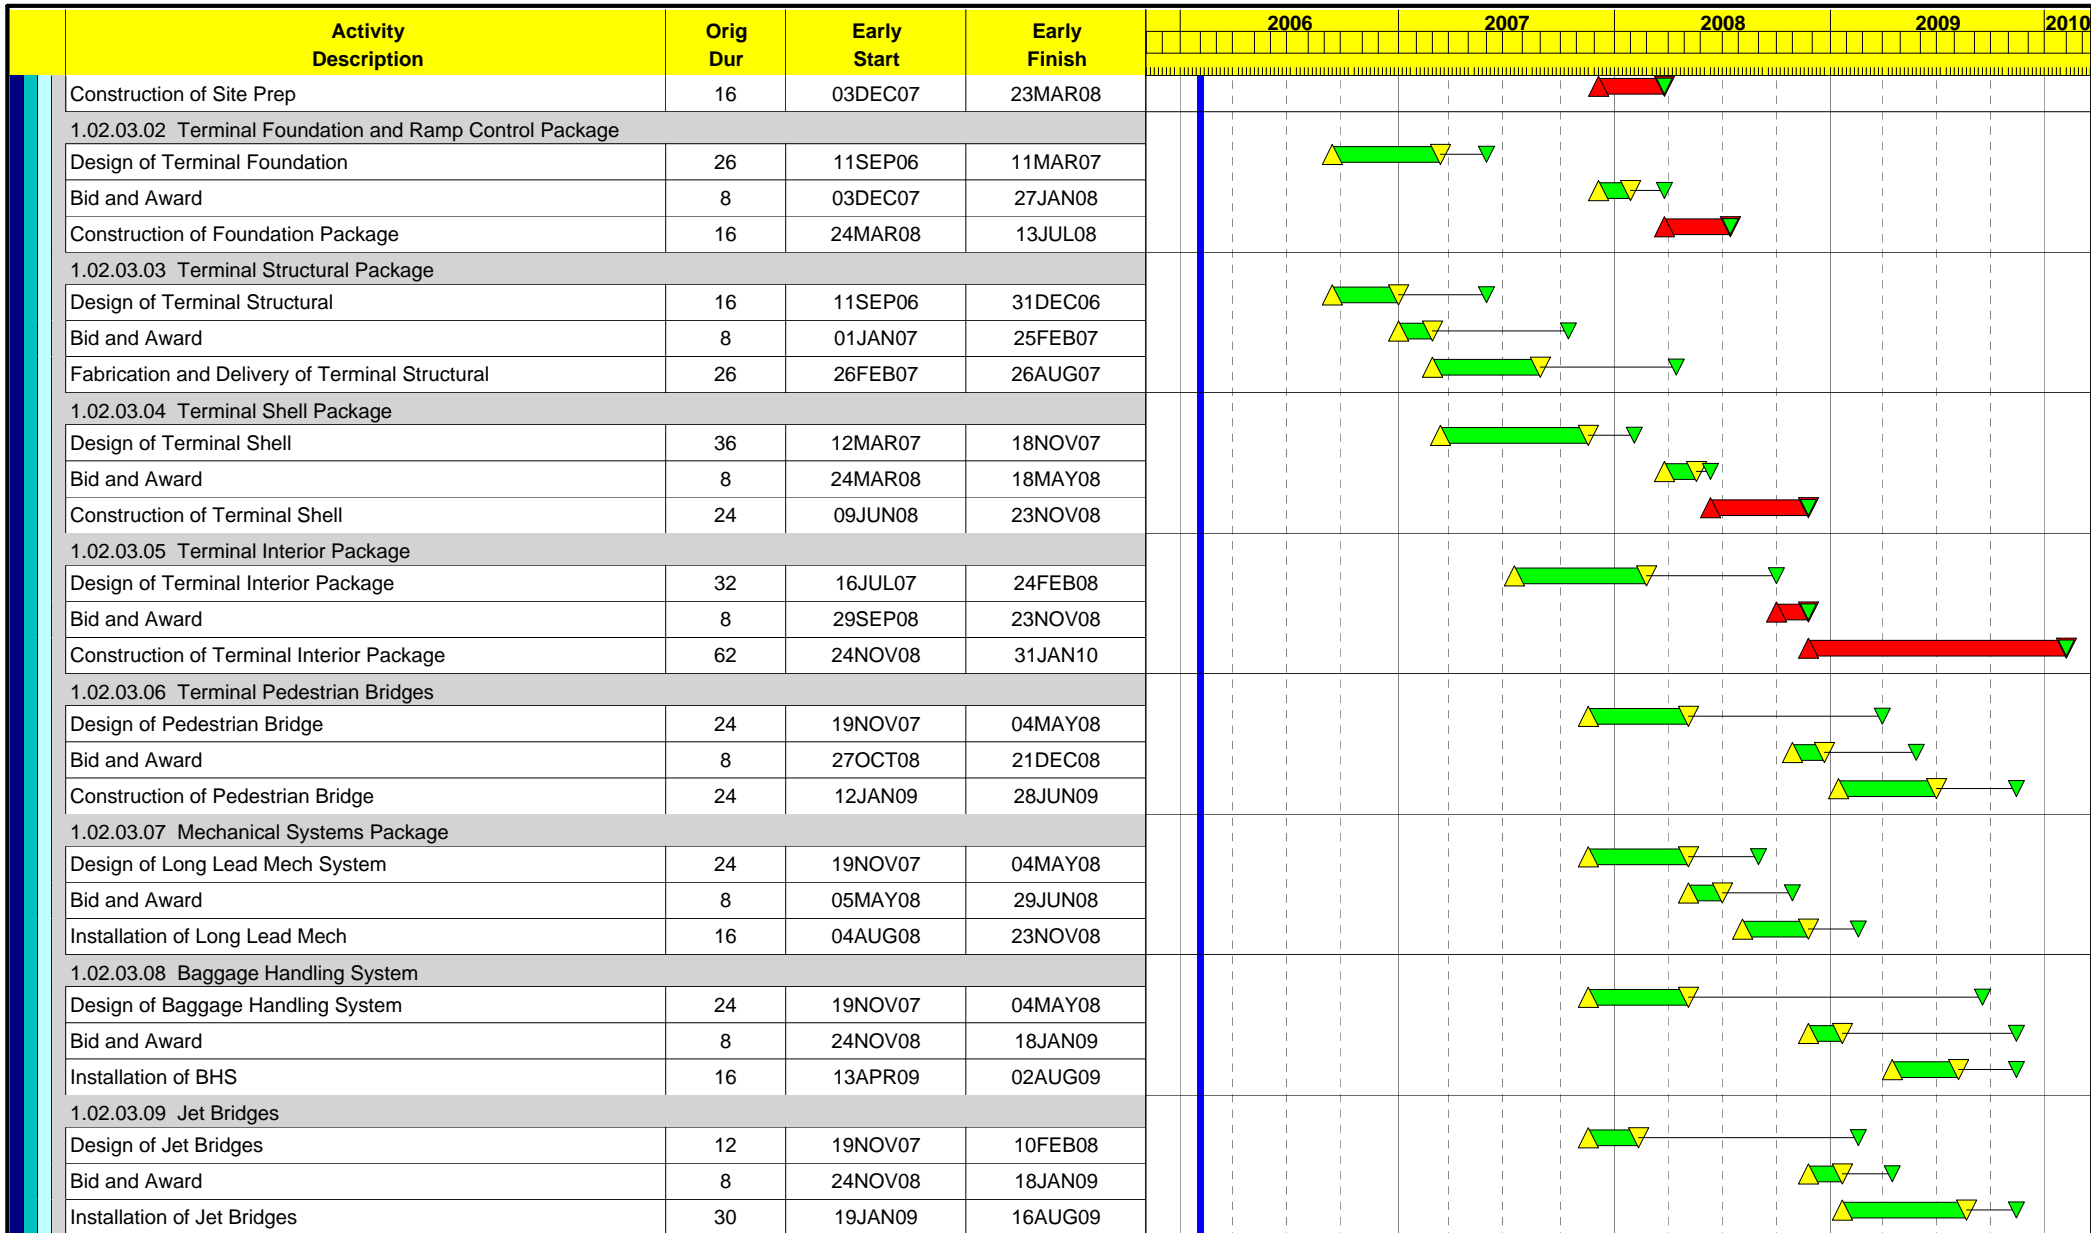 Activity Description Orig Dur Early Start Early Finish 2006 2007 2008 2009 2010
Construction of Site Prep 16 03DEC07 23MAR08
1.02.03.02 Terminal Foundation and Ramp Control Package
Design of Terminal Foundation 26 11SEP06 11MAR07
Bid and Award 8 03DEC07 27JAN08
Construction of Foundation Package 16 24MAR08 13JUL08
1.02.03.03 Terminal Structural Package
Design of Terminal Structural 16 11SEP06 31DEC06
Bid and Award 8 01JAN07 25FEB07
Fabrication and Delivery of Terminal Structural 26 26FEB07 26AUG07
1.02.03.04 Terminal Shell Package
Design of Terminal Shell 36 12MAR07 18NOV07
Bid and Award 8 24MAR08 18MAY08
Construction of Terminal Shell 24 09JUN08 23NOV08
1.02.03.05 Terminal Interior Package
Design of Terminal Interior Package 32 16JUL07 24FEB08
Bid and Award 8 29SEP08 23NOV08
Construction of Terminal Interior Package 62 24NOV08 31JAN10
1.02.03.06 Terminal Pedestrian Bridges
Design of Pedestrian Bridge 24 19NOV07 04MAY08
Bid and Award 8 27OCT08 21DEC08
Construction of Pedestrian Bridge 24 12JAN09 28JUN09
1.02.03.07 Mechanical Systems Package
Design of Long Lead Mech System 24 19NOV07 04MAY08
Bid and Award 8 05MAY08 29JUN08
Installation of Long Lead Mech 16 04AUG08 23NOV08
1.02.03.08 Baggage Handling System
Design of Baggage Handling System 24 19NOV07 04MAY08
Bid and Award 8 24NOV08 18JAN09
Installation of BHS 16 13APR09 02AUG09
1.02.03.09 Jet Bridges
Design of Jet Bridges 12 19NOV07 10FEB08
Bid and Award 8 24NOV08 18JAN09
Installation of Jet Bridges 30 19JAN09 16AUG09